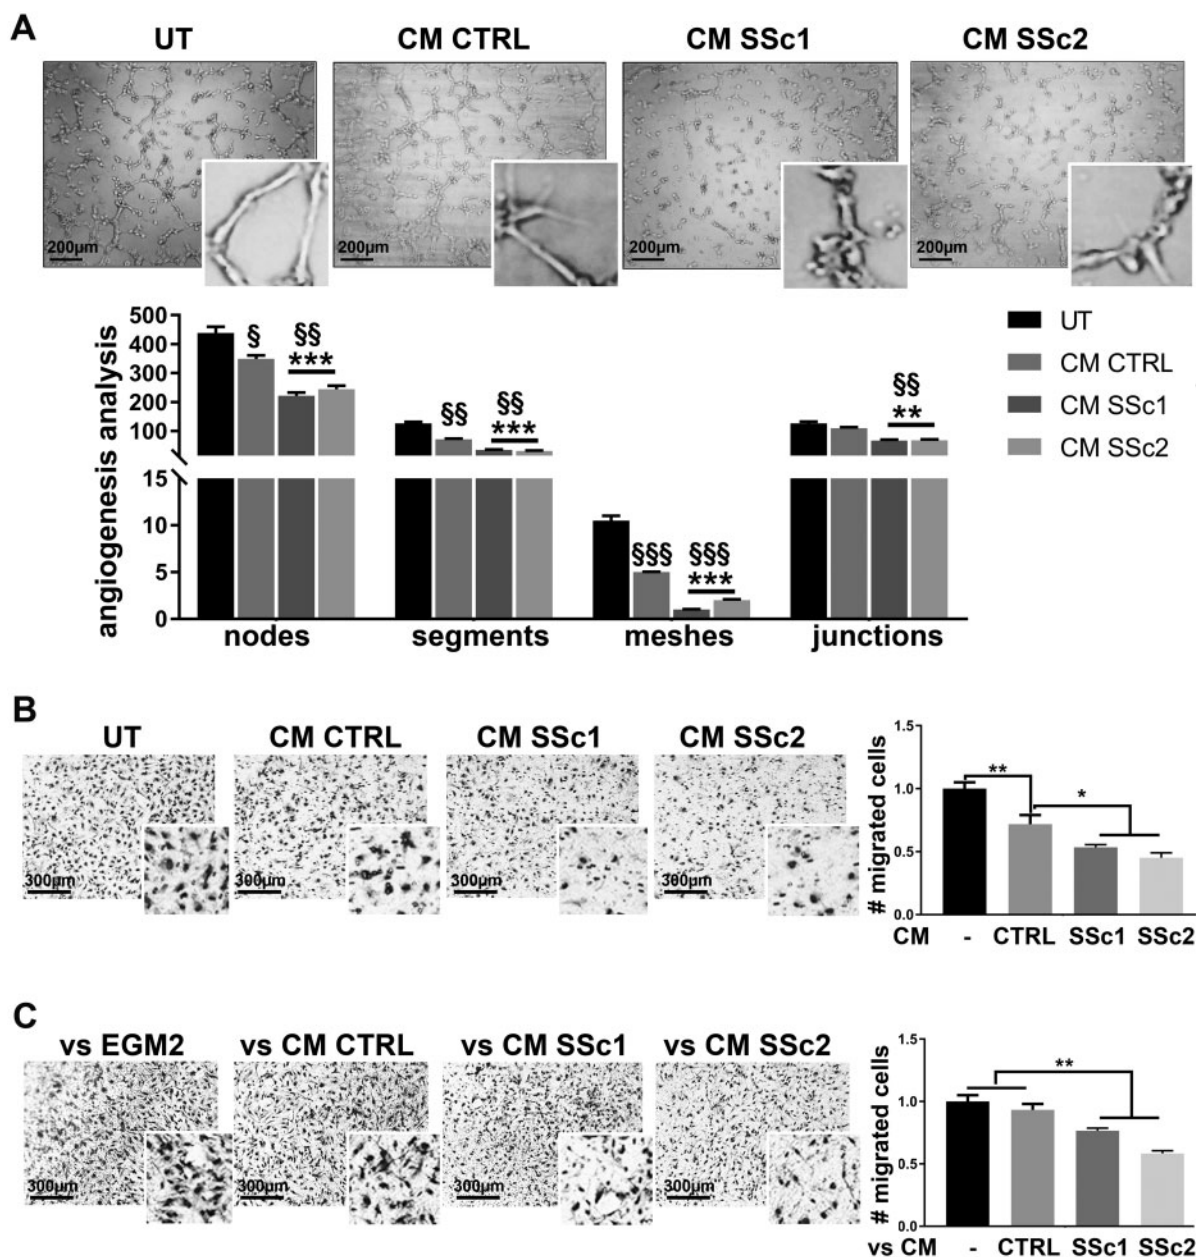 A
UT CM CTRL CM SSc1 CM SSc2
200µm 200µm 200µm 200µm
angiogenesis analysis
500
400
300
200
100
15
10
5
0
§ §§ ***
§§ §§ ***
§§§ §§§ ***
§§ **
nodes segments meshes junctions
UT
CM CTRL
CM SSc1
CM SSc2
B
UT CM CTRL CM SSc1 CM SSc2
300µm 300µm 300µm 300µm
# migrated cells
1.5
1.0
0.5
0.0
** *
CM - CTRL SSc1 SSc2
C
vs EGM2 vs CM CTRL vs CM SSc1 vs CM SSc2
300µm 300µm 300µm 300µm
# migrated cells
1.5
1.0
0.5
0.0
**
vs CM - CTRL SSc1 SSc2